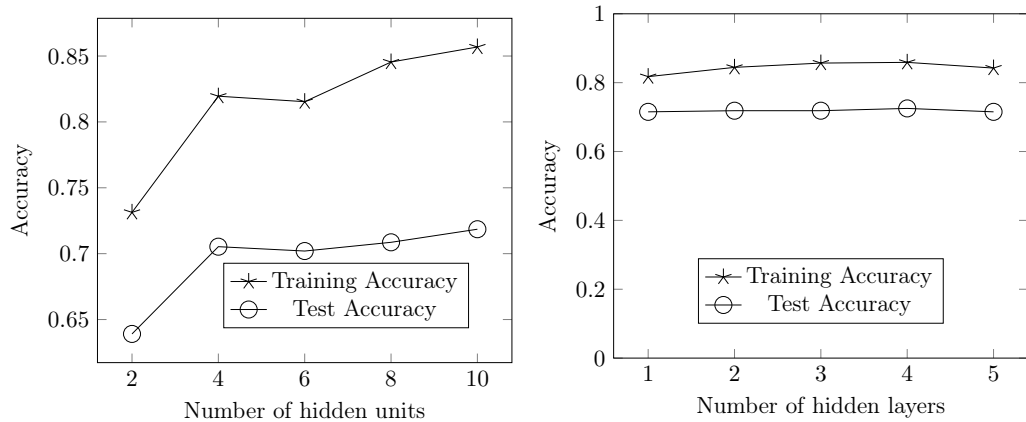 0.85
0.8
0.75
0.7
0.65
Accuracy
Training Accuracy
Test Accuracy
2 4 6 8 10
Number of hidden units
1
0.8
0.6
0.4
0.2
0
Accuracy
Training Accuracy
Test Accuracy
1 2 3 4 5
Number of hidden layers